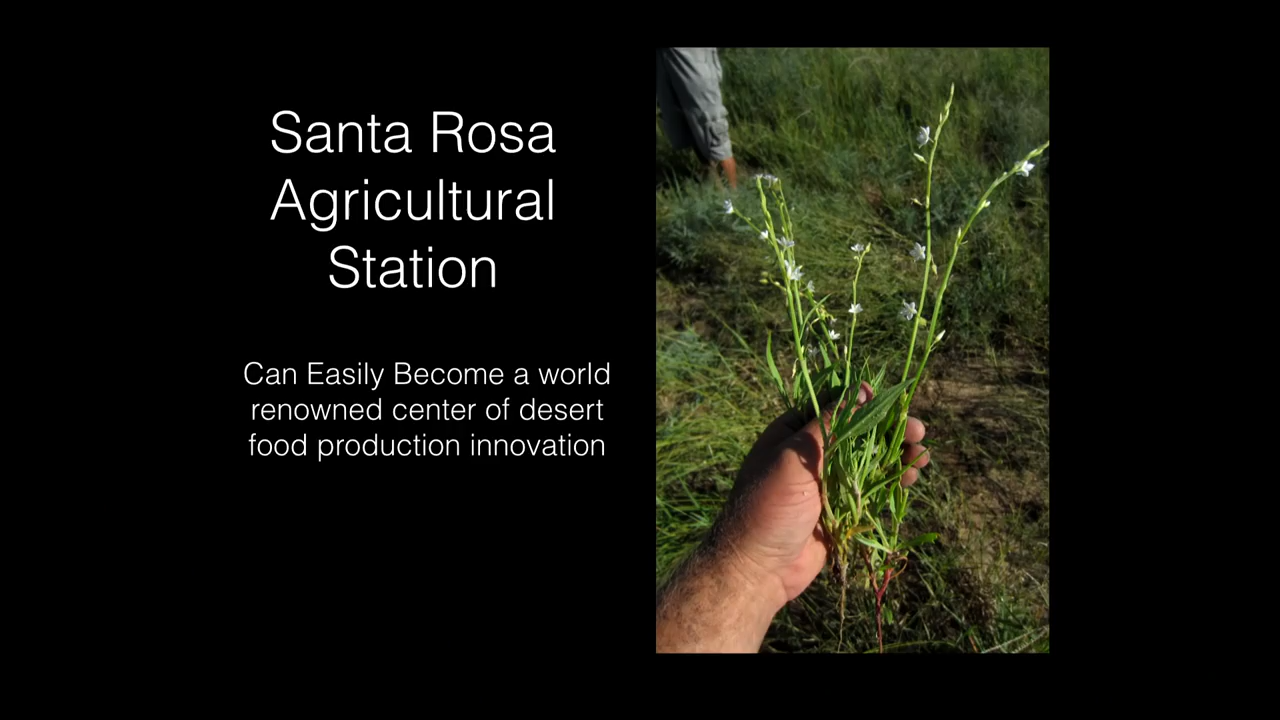 Santa Rosa
Agricultural
Station
Can Easily Become a world
renowned center of desert
food production innovation